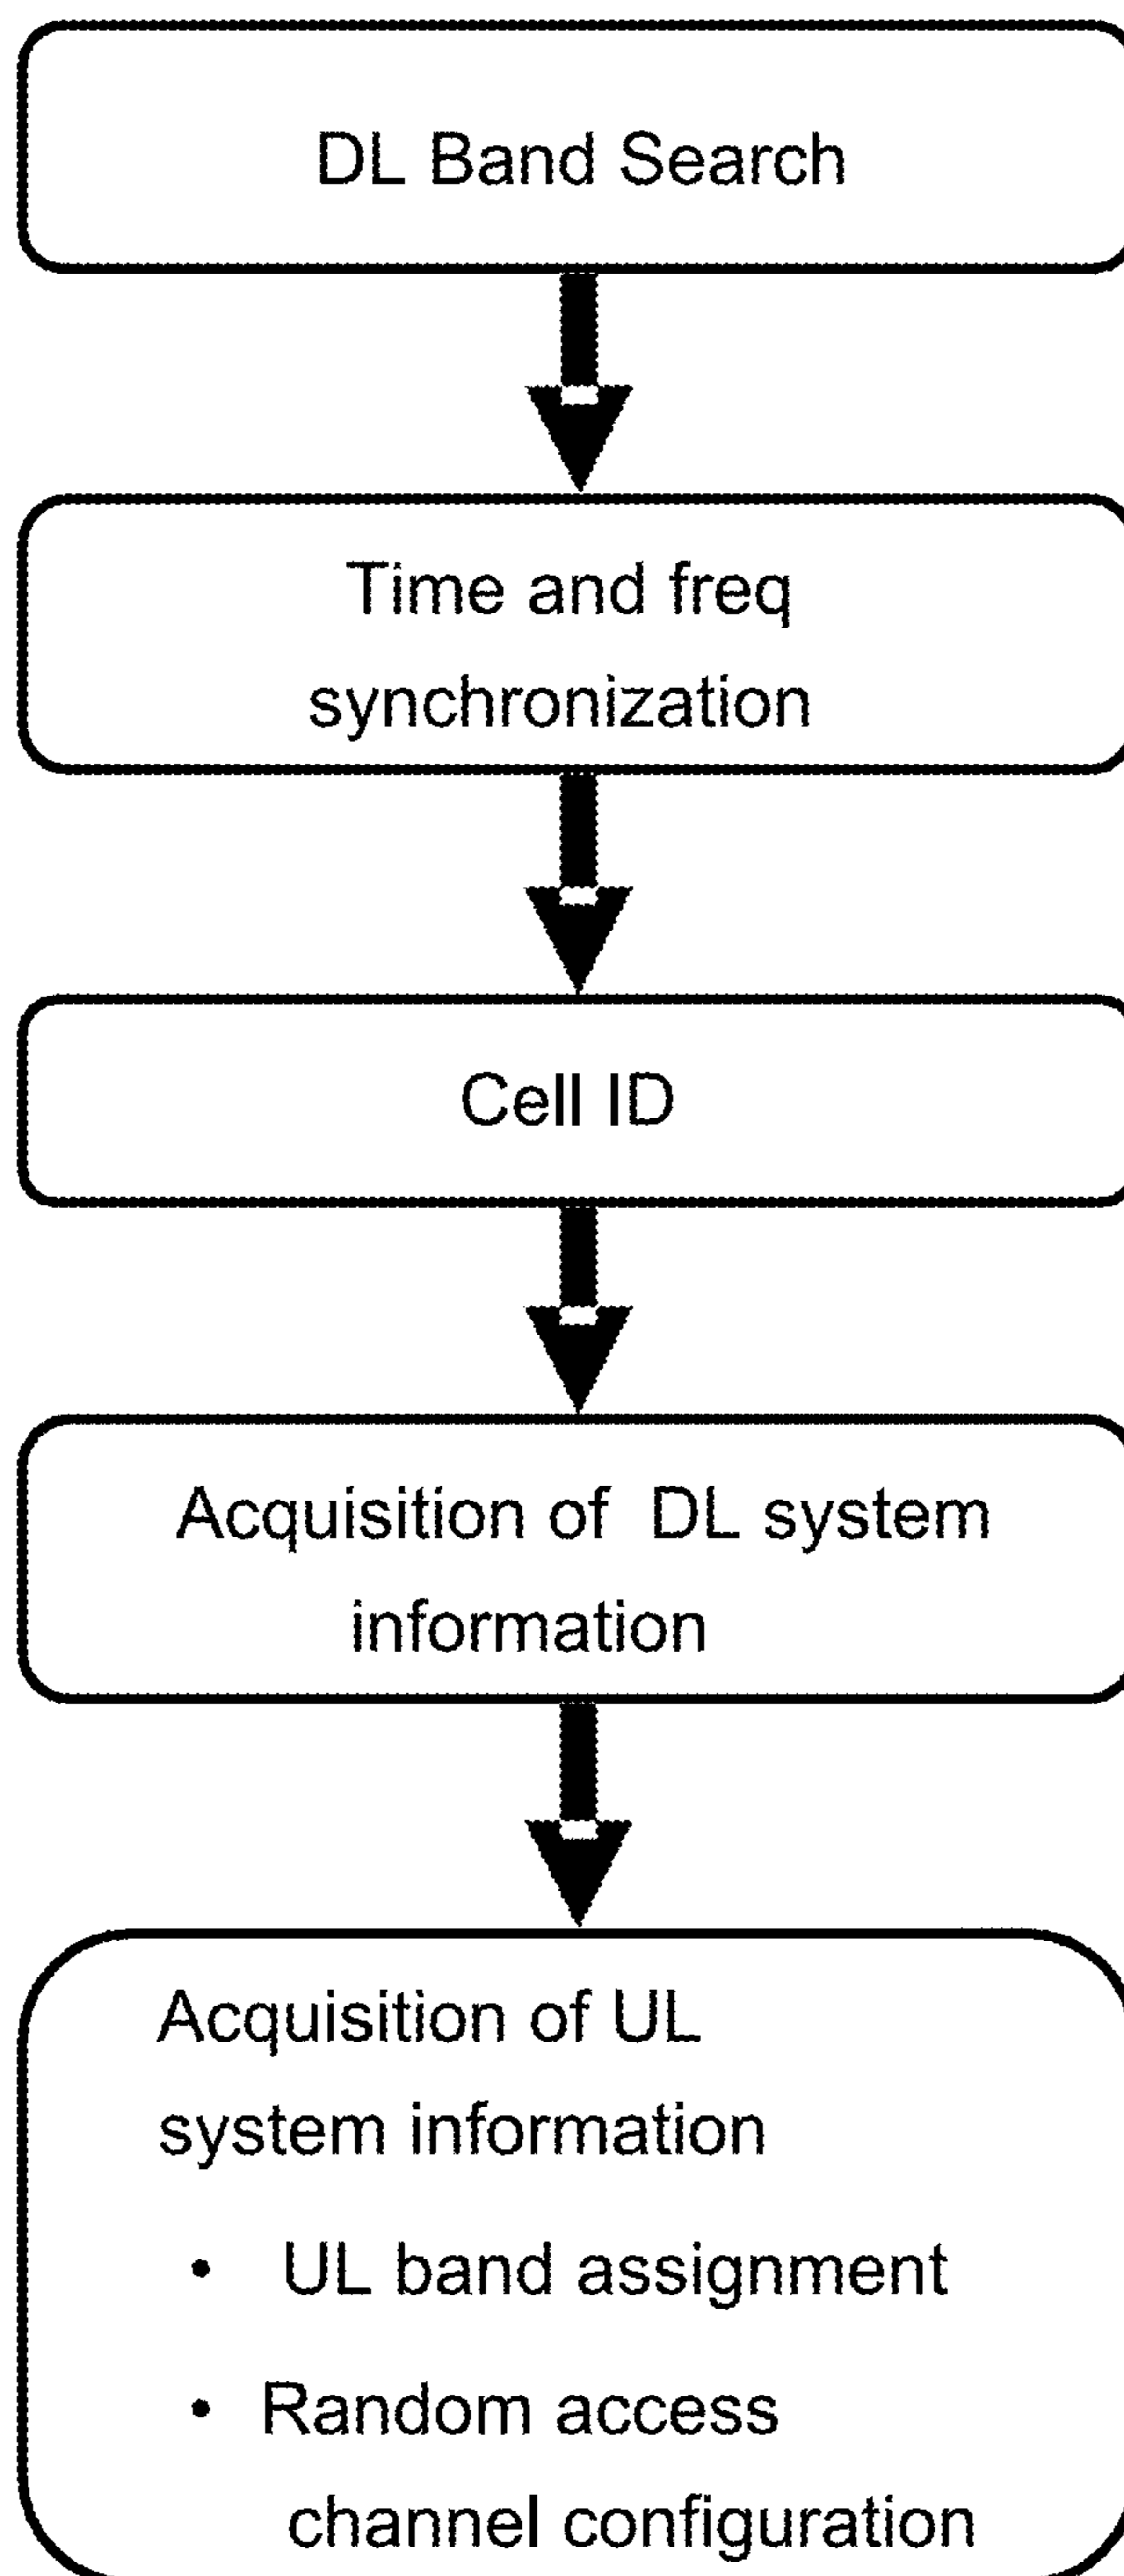 DL Band Search
Time and freq
synchronization
Cell ID
Acquisition of DL system
information
Acquisition of UL
system information
• UL band assignment
• Random access
channel configuration